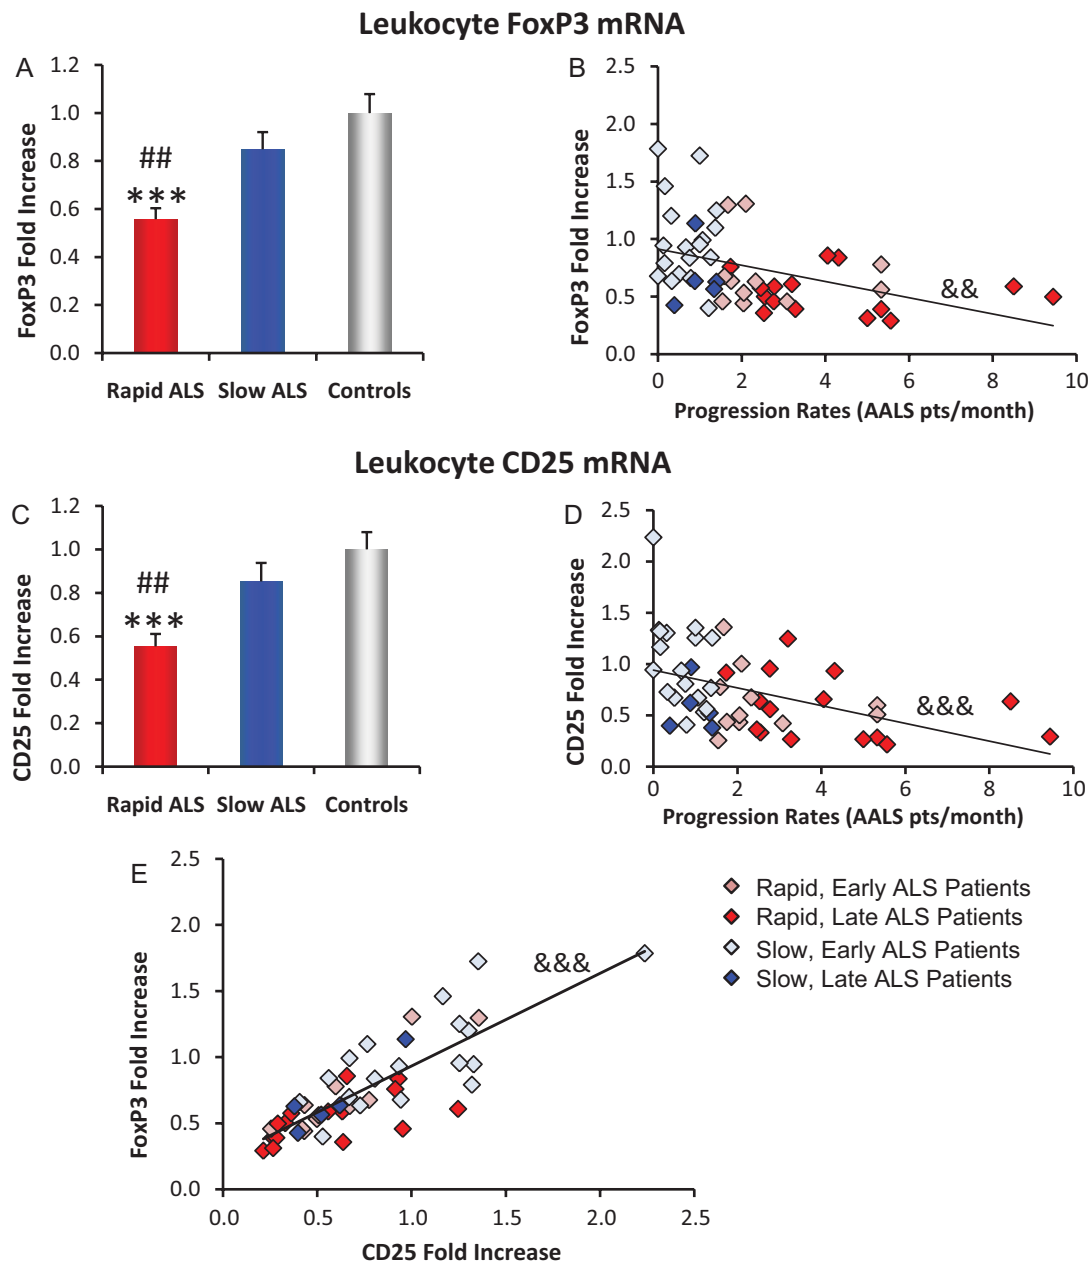 Leukocyte FoxP3 mRNA
A
FoxP3 Fold Increase
1.2
1.0
0.8
0.6
0.4
0.2
0.0
##
***
Rapid ALS Slow ALS Controls
B
FoxP3 Fold Increase
2.5
2.0
1.5
1.0
0.5
0.0
&&
0 2 4 6 8 10
Progression Rates (AALS pts/month)
Leukocyte CD25 mRNA
C
CD25 Fold Increase
1.2
1.0
0.8
0.6
0.4
0.2
0.0
##
***
Rapid ALS Slow ALS Controls
D
CD25 Fold Increase
2.5
2.0
1.5
1.0
0.5
0.0
&&&
0 2 4 6 8 10
Progression Rates (AALS pts/month)
E
FoxP3 Fold Increase
2.5
2.0
1.5
1.0
0.5
0.0
&&&
0.0 0.5 1.0 1.5 2.0 2.5
CD25 Fold Increase
Rapid, Early ALS Patients
Rapid, Late ALS Patients
Slow, Early ALS Patients
Slow, Late ALS Patients